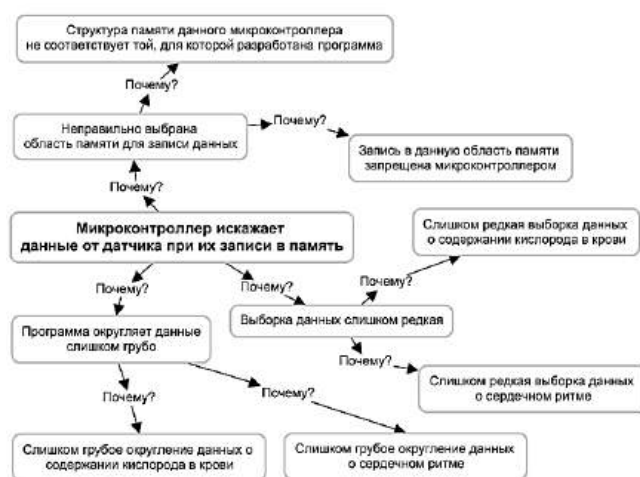 Структура памяти данного микроконтроллера
не соответствует той, для которой разработана программа
Почему?
Неправильно выбрана
область памяти для записи данных
Почему?
Запись в данную область памяти
запрещена микроконтроллером
Почему?
Микроконтроллер искажает
данные от датчика при их записи в память
Слишком редкая выборка данных
о содержании кислорода в крови
Почему?
Почему?
Почему?
Программа округляет данные
слишком грубо
Выборка данных слишком редкая
Почему?
Слишком редкая выборка данных
о сердечном ритме
Почему?
Почему?
Слишком грубое округление данных о
содержании кислорода в крови
Слишком грубое округление данных
о сердечном ритме